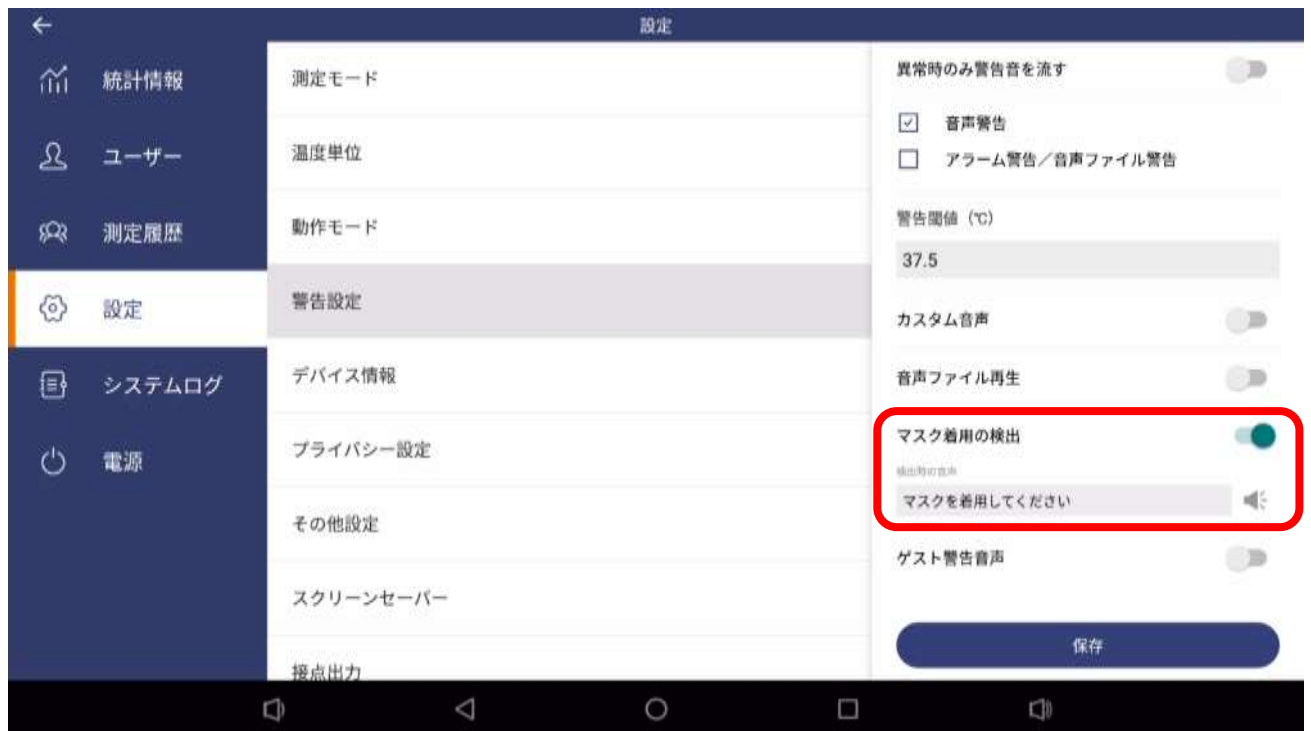 設定
統計情報
ユーザー
測定履歴
設定
システムログ
電源
測定モード
温度単位
動作モード
警告設定
デバイス情報
プライバシー設定
その他設定
スクリーンセーバー
接点出力
異常時のみ警告音を流す
音声警告
アラーム警告／音声ファイル警告
警告閾値（℃）
37.5
カスタム音声
音声ファイル再生
マスク着用の検出
検出時の音声
マスクを着用してください
ゲスト警告音声
保存